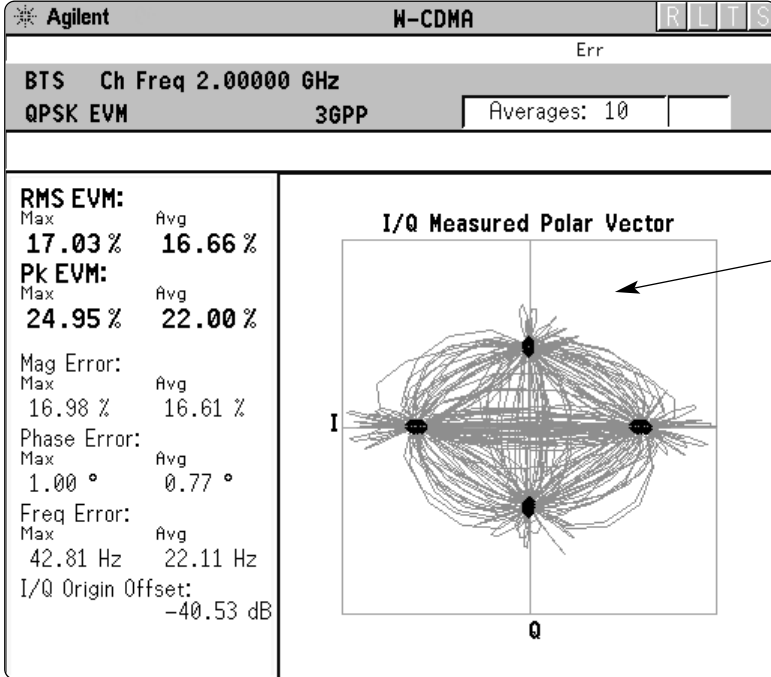 Agilent W-CDMA R L T S
Err
BTS Ch Freq 2.00000 GHz
QPSK EVM 3GPP Averages: 10
RMS EVM:
Max Avg
17.03 % 16.66 %
Pk EVM:
Max Avg
24.95 % 22.00 %
Mag Error:
Max Avg
16.98 % 16.61 %
Phase Error:
Max Avg
1.00 ° 0.77 °
Freq Error:
Max Avg
42.81 Hz 22.11 Hz
I/Q Origin Offset:
-40.53 dB
I/Q Measured Polar Vector
I
Q